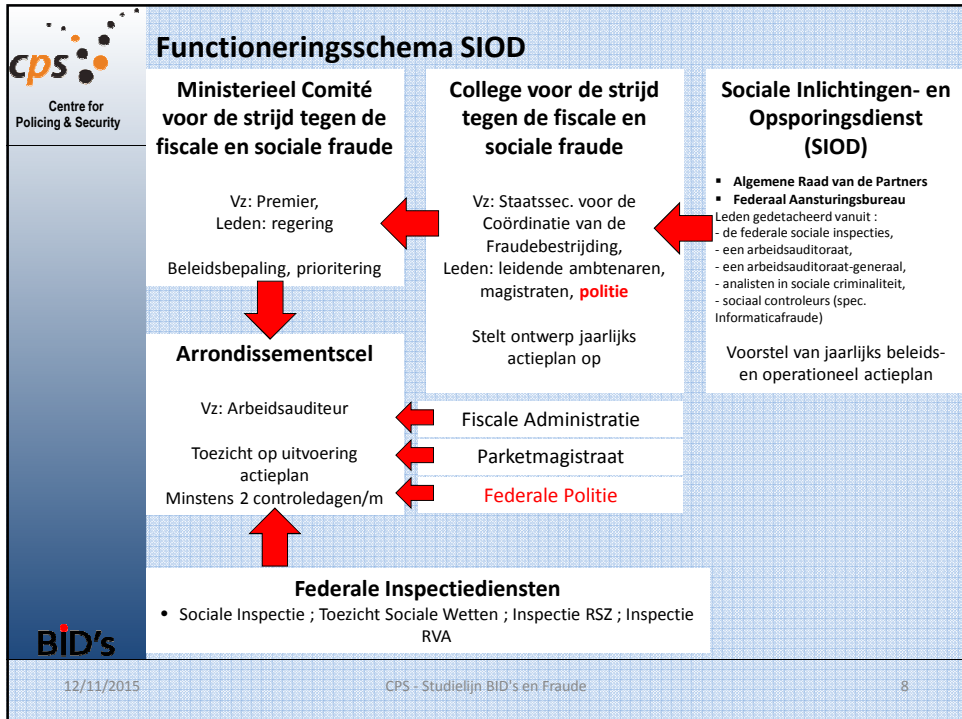 cps
Centre for
Policing & Security
Functioneringsschema SIOD
Ministerieel Comité
voor de strijd tegen de
fiscale en sociale fraude
Vz: Premier,
Leden: regering
Beleidsbepaling, prioritering
College voor de strijd
tegen de fiscale en
sociale fraude
Vz: Staatssec. voor de
Coördinatie van de
Fraudebestrijding,
Leden: leidende ambtenaren,
magistraten, politie
Stelt ontwerp jaarlijks
actieplan op
Sociale Inlichtingen- en
Opsporingsdienst
(SIOD)
▪ Algemene Raad van de Partners
▪ Federaal Aansturingsbureau
Leden gedetacheerd vanuit :
- de federale sociale inspecties,
- een arbeidsauditoraat,
- een arbeidsauditoraat-generaal,
- analisten in sociale criminaliteit,
- sociaal controleurs (spec.
Informaticafraude)
Voorstel van jaarlijks beleids-
en operationeel actieplan
Arrondissementscel
Vz: Arbeidsauditeur
Toezicht op uitvoering
actieplan
Minstens 2 controledagen/m
Fiscale Administratie
Parketmagistraat
Federale Politie
Federale Inspectiediensten
• Sociale Inspectie ; Toezicht Sociale Wetten ; Inspectie RSZ ; Inspectie
RVA
BiD's
12/11/2015
CPS - Studielijn BID's en Fraude
8